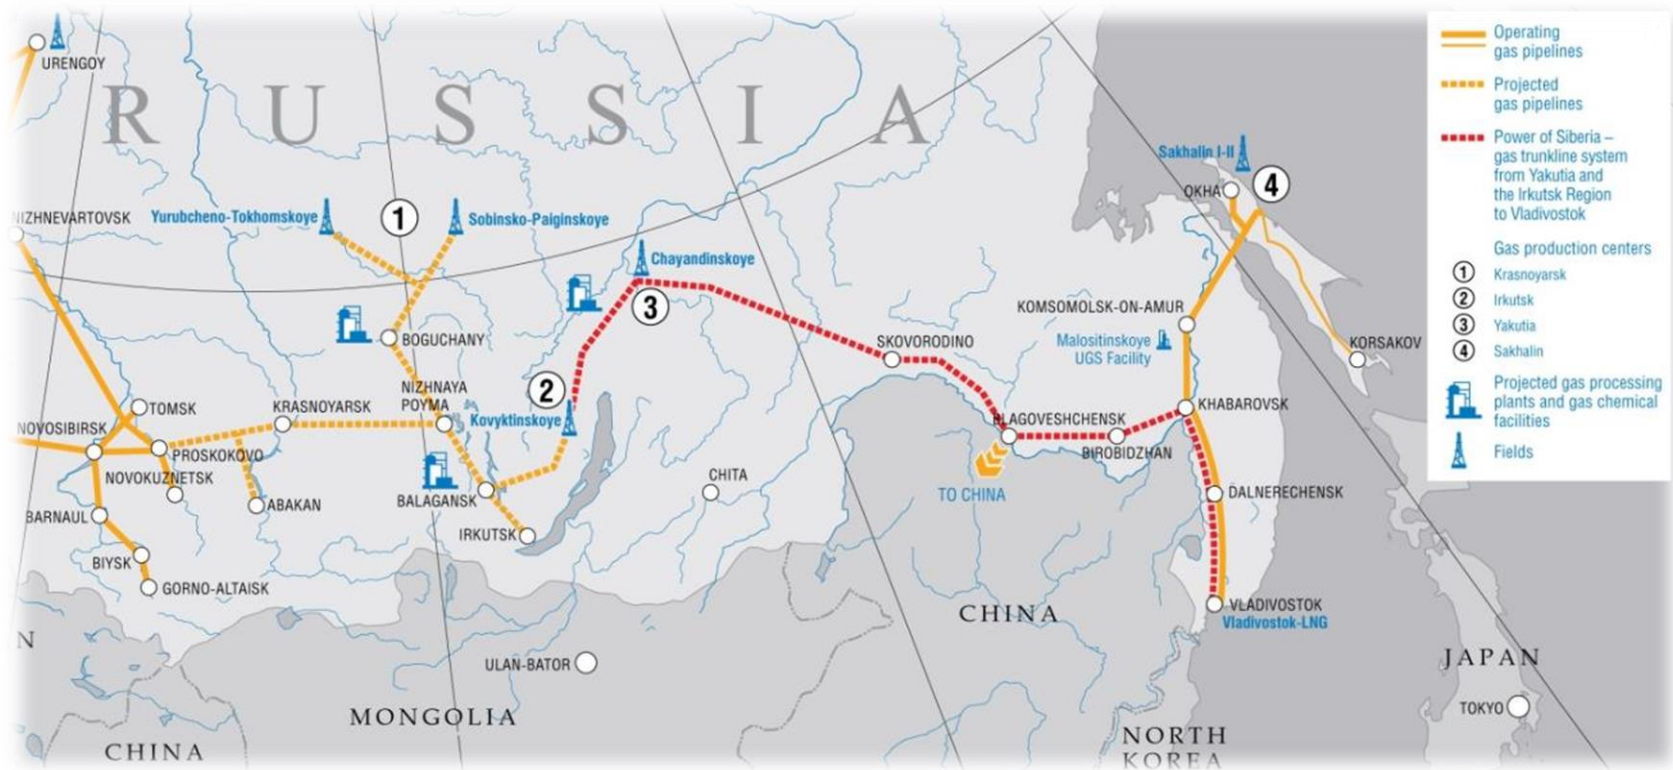 URENGOY
R U S S I A
Sakhalin I-II
OKHA
4
NIZHNEVARTOVSK
Yurubcheno-Tokhomskoye
1
Sobinsko-Paiginskoye
Chayandinskoye
3
KOMSOMOLSK-ON-AMUR
Malositinskoye
UGS Facility
KORSAKOV
BOGUCHANY
SKOVORODINO
NIZHNAYA
POYMA
2
Kovyktinskoye
TOMSK
KRASNOYARSK
NOVOSIBIRSK
PROSKOKOVO
NOVOKUZNETSK
BLAGOVESHCHENSK
KHABAROVSK
BIROBIDZHAN
TO CHINA
CHITA
BALAGANSK
ABAKAN
DALNERECHENSK
BARNAUL
IRKUTSK
BIYSK
GORNO-ALTAISK
VLADIVOSTOK
Vladivostok-LNG
CHINA
N
ULAN-BATOR
JAPAN
TOKYO
MONGOLIA
CHINA
NORTH
KOREA
Operating
gas pipelines
Projected
gas pipelines
Power of Siberia –
gas trunkline system
from Yakutia and
the Irkutsk Region
to Vladivostok
Gas production centers
1 Krasnoyarsk
2 Irkutsk
3 Yakutia
4 Sakhalin
Projected gas processing
plants and gas chemical
facilities
Fields